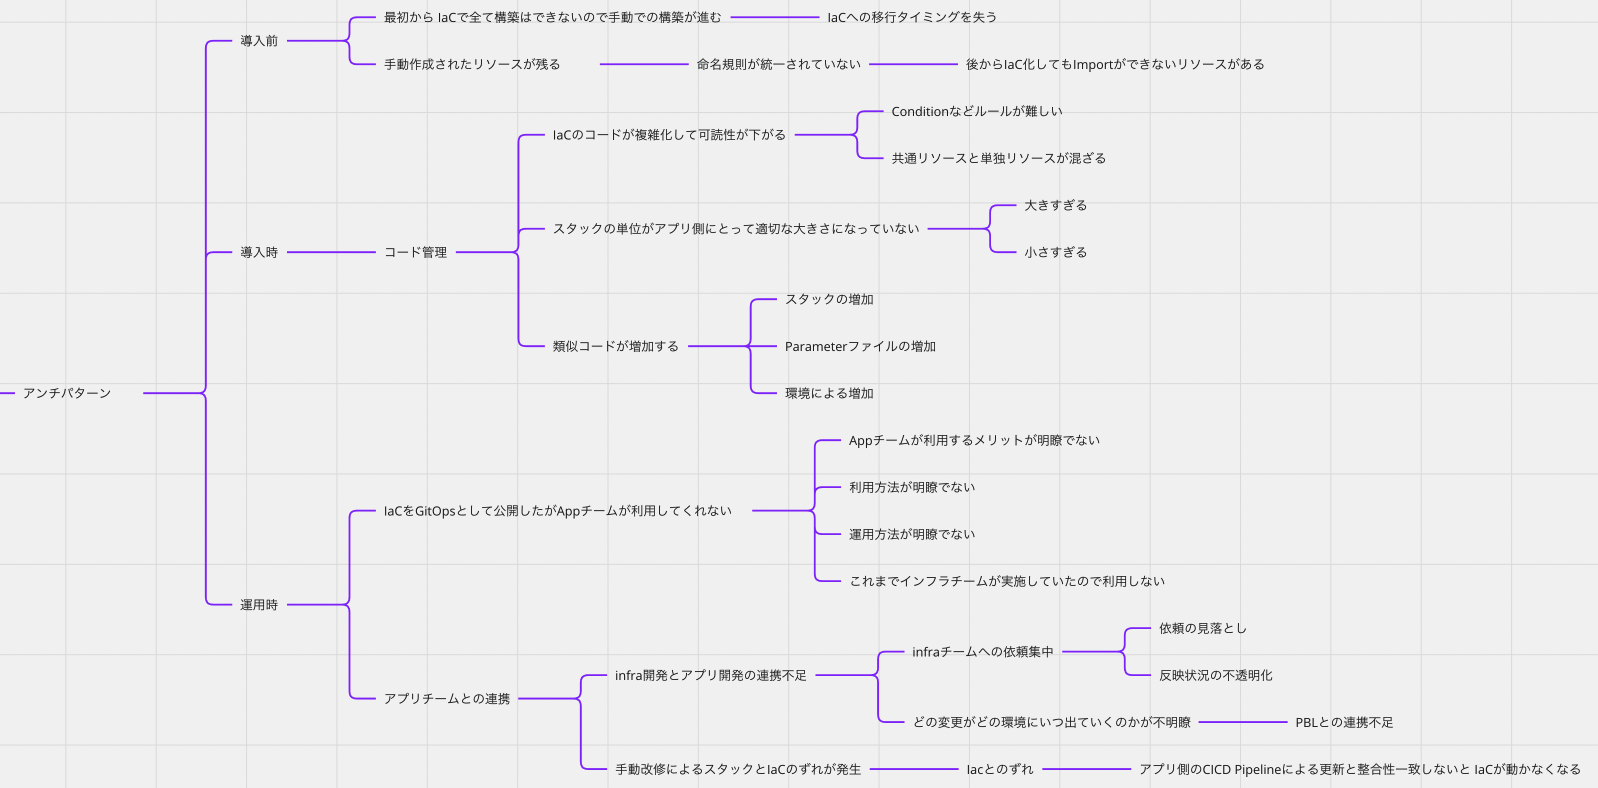 最初から IaCで全て構築はできないので手動での構築が進む
IaCへの移行タイミングを失う
導入前
手動作成されたリソースが残る
命名規則が統一されていない
後からIaC化してもImportができないリソースがある
Conditionなどルールが難しい
IaCのコードが複雑化して可読性が下がる
共通リソースと単独リソースが混ざる
大きすぎる
スタックの単位がアプリ側にとって適切な大きさになっていない
導入時
コード管理
小さすぎる
スタックの増加
類似コードが増加する
Parameterファイルの増加
アンチパターン
環境による増加
Appチームが利用するメリットが明瞭でない
利用方法が明瞭でない
IaCをGitOpsとして公開したがAppチームが利用してくれない
運用方法が明瞭でない
これまでインフラチームが実施していたので利用しない
運用時
依頼の見落とし
infraチームへの依頼集中
infra開発とアプリ開発の連携不足
反映状況の不透明化
アプリチームとの連携
どの変更がどの環境にいつ出ていくのかが不明瞭
PBLとの連携不足
手動改修によるスタックとIaCのずれが発生
Iacとのずれ
アプリ側のCICD Pipelineによる更新と整合性一致しないと IaCが動かなくなる